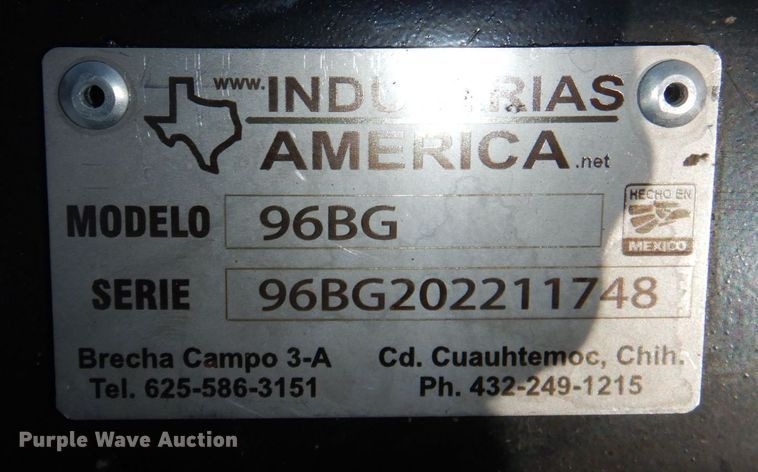 www. INDUSTRIAS
AMERICA .net
MODELO 96BG
HECHO EN
MEXICO
SERIE 96BG202211748
Brecha Campo 3-A Cd. Cuauhtemoc, Chih.
Tel. 625-586-3151 Ph. 432-249-1215
Purple Wave Auction